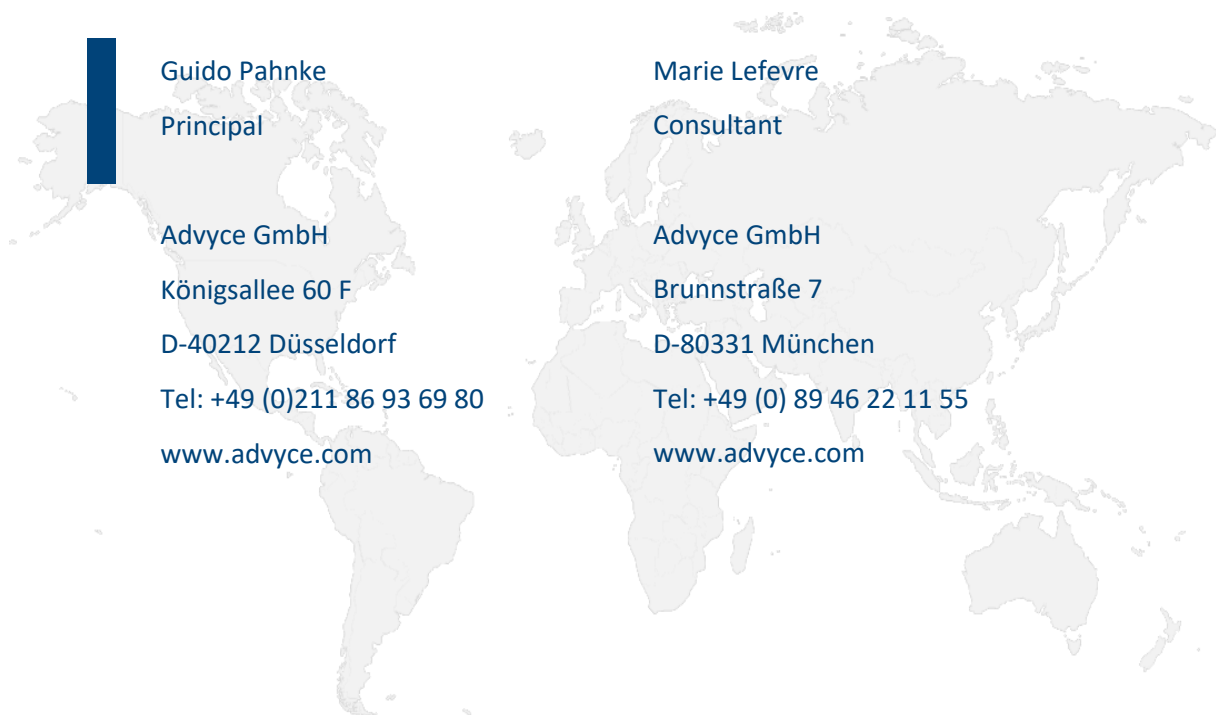 Guido Pahnke
Principal
Advyce GmbH
Königsallee 60 F
D-40212 Düsseldorf
Tel: +49 (0)211 86 93 69 80
www.advyce.com
Marie Lefevre
Consultant
Advyce GmbH
Brunnstraße 7
D-80331 München
Tel: +49 (0) 89 46 22 11 55
www.advyce.com